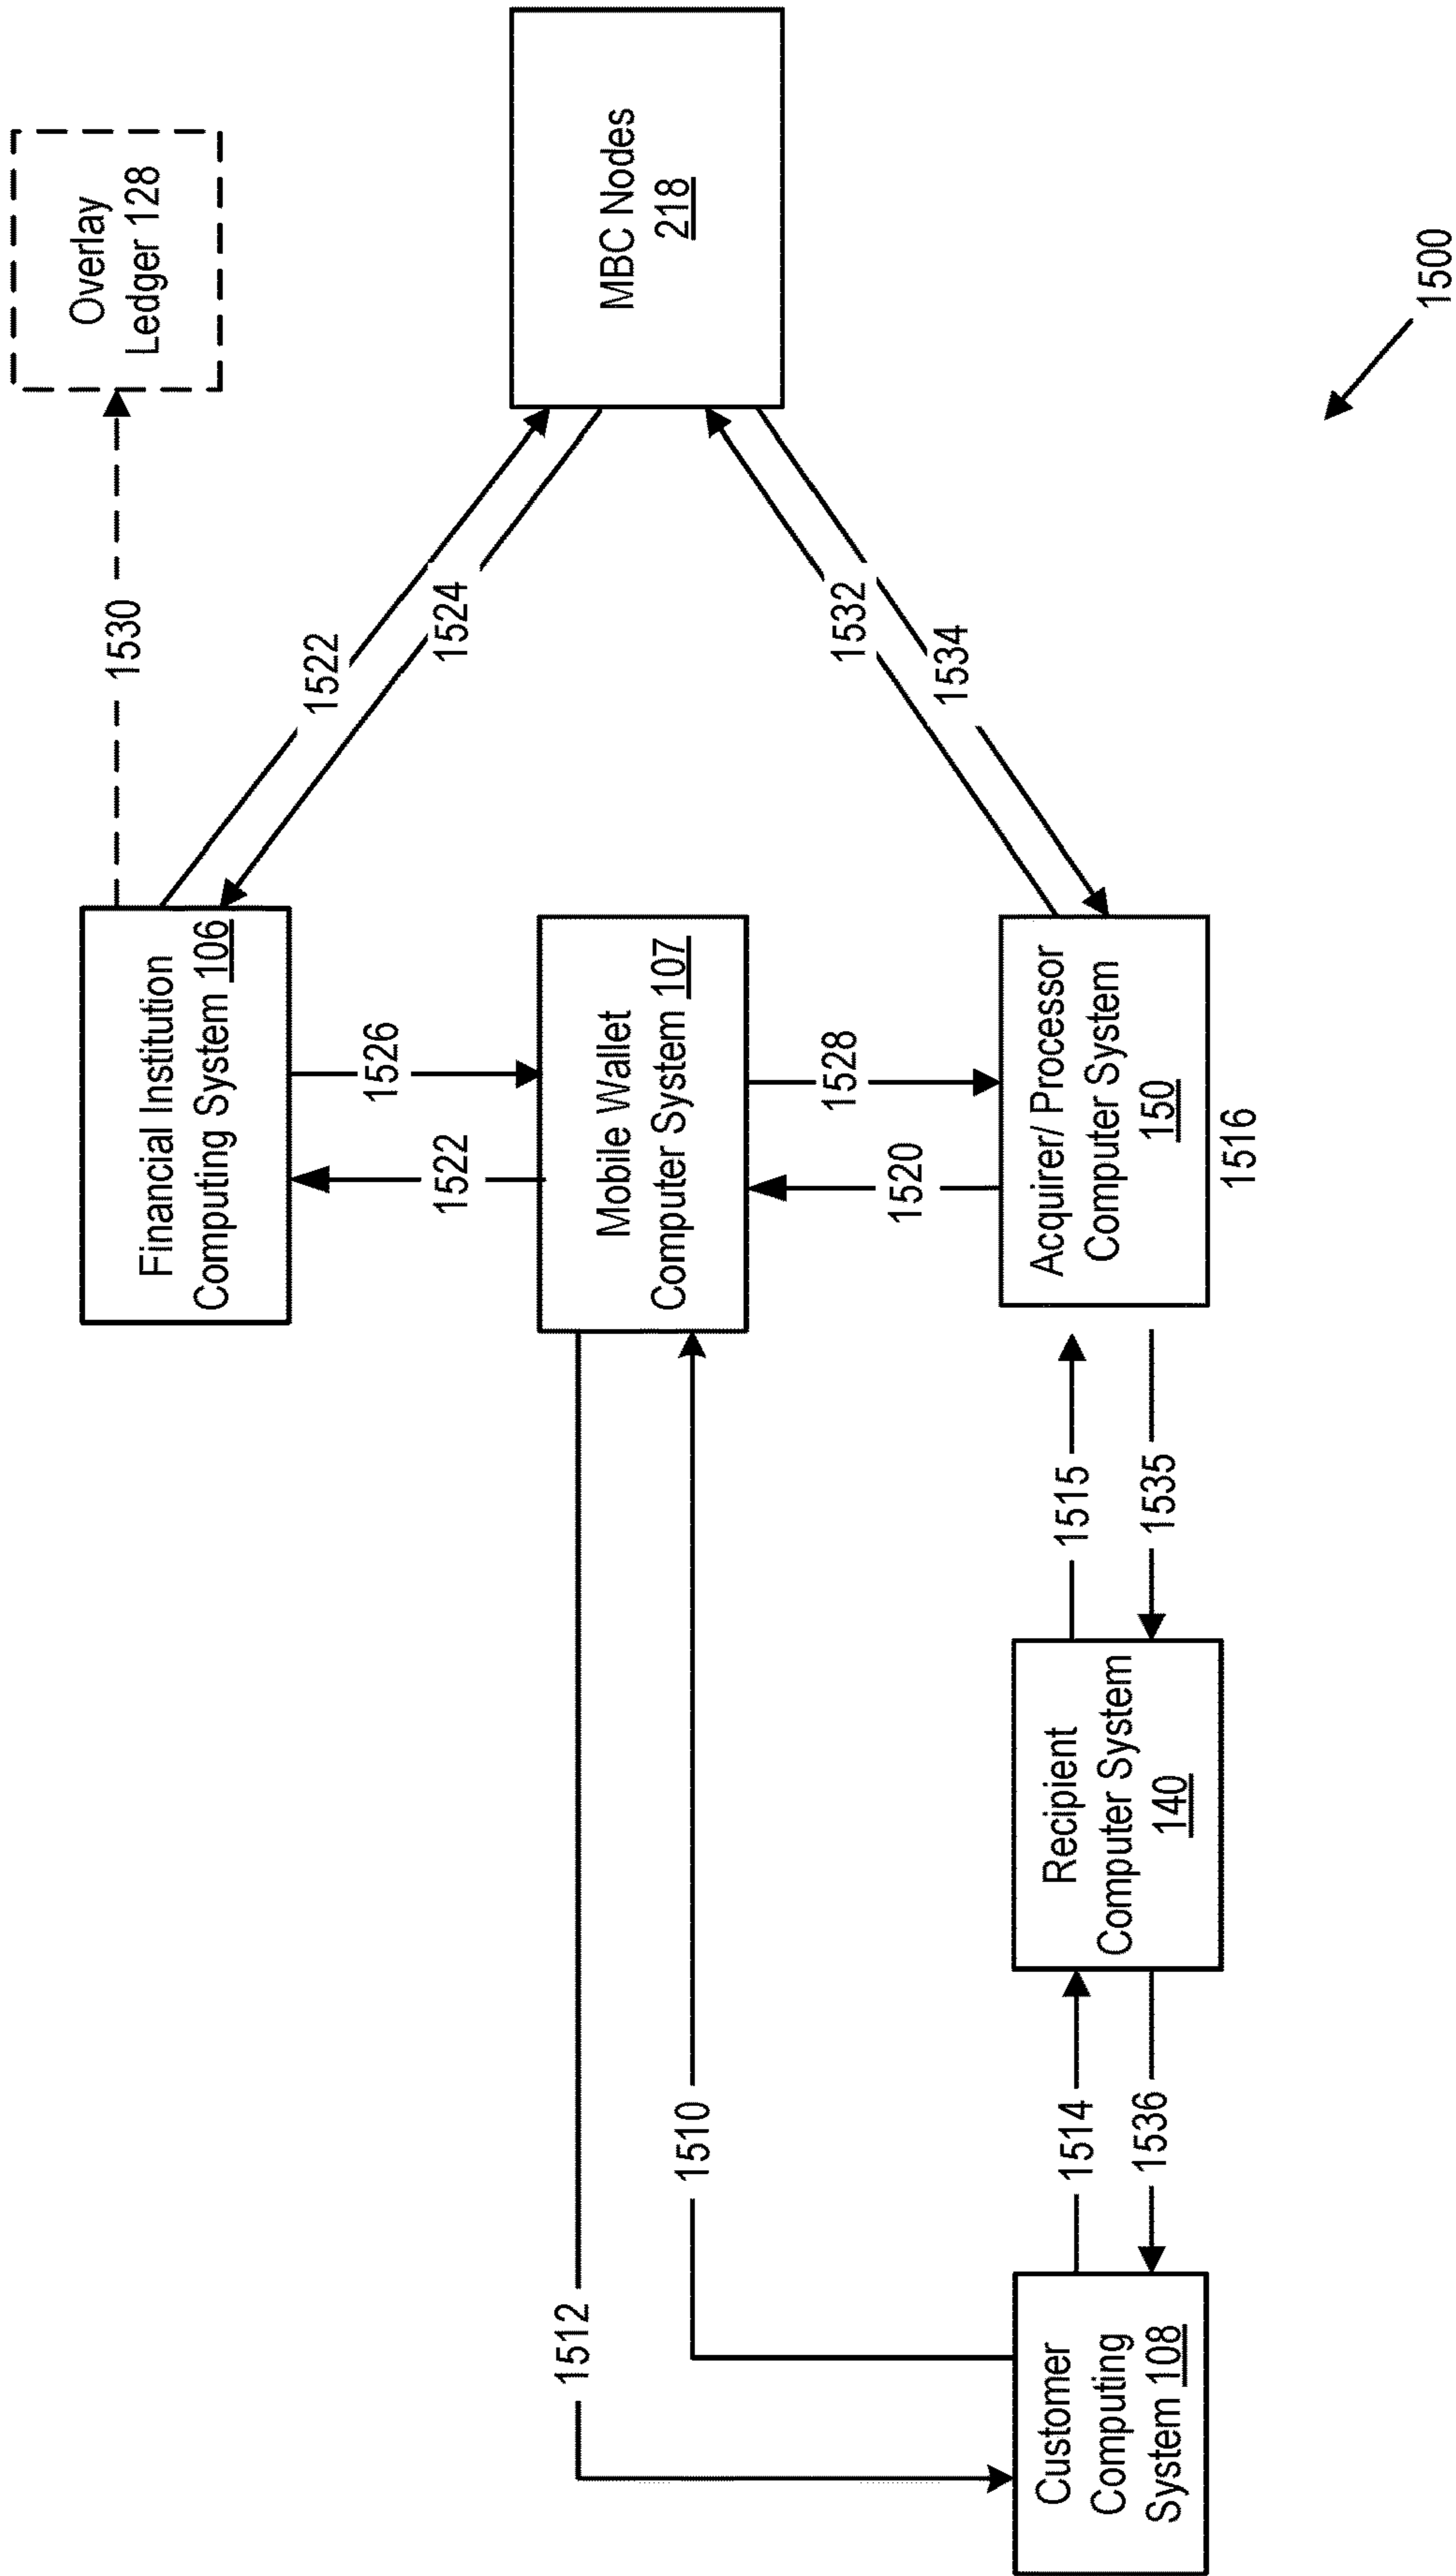 Overlay
Ledger 128
1530
Financial Institution
Computing System 106
1522
1524
MBC Nodes
218
1526
1522
Mobile Wallet
Computer System 107
1512
1510
1528
1520
1532
1534
Acquirer/ Processor
Computer System
150
1516
1515
1535
Recipient
Computer System
140
1514
1536
Customer
Computing
System 108
1500